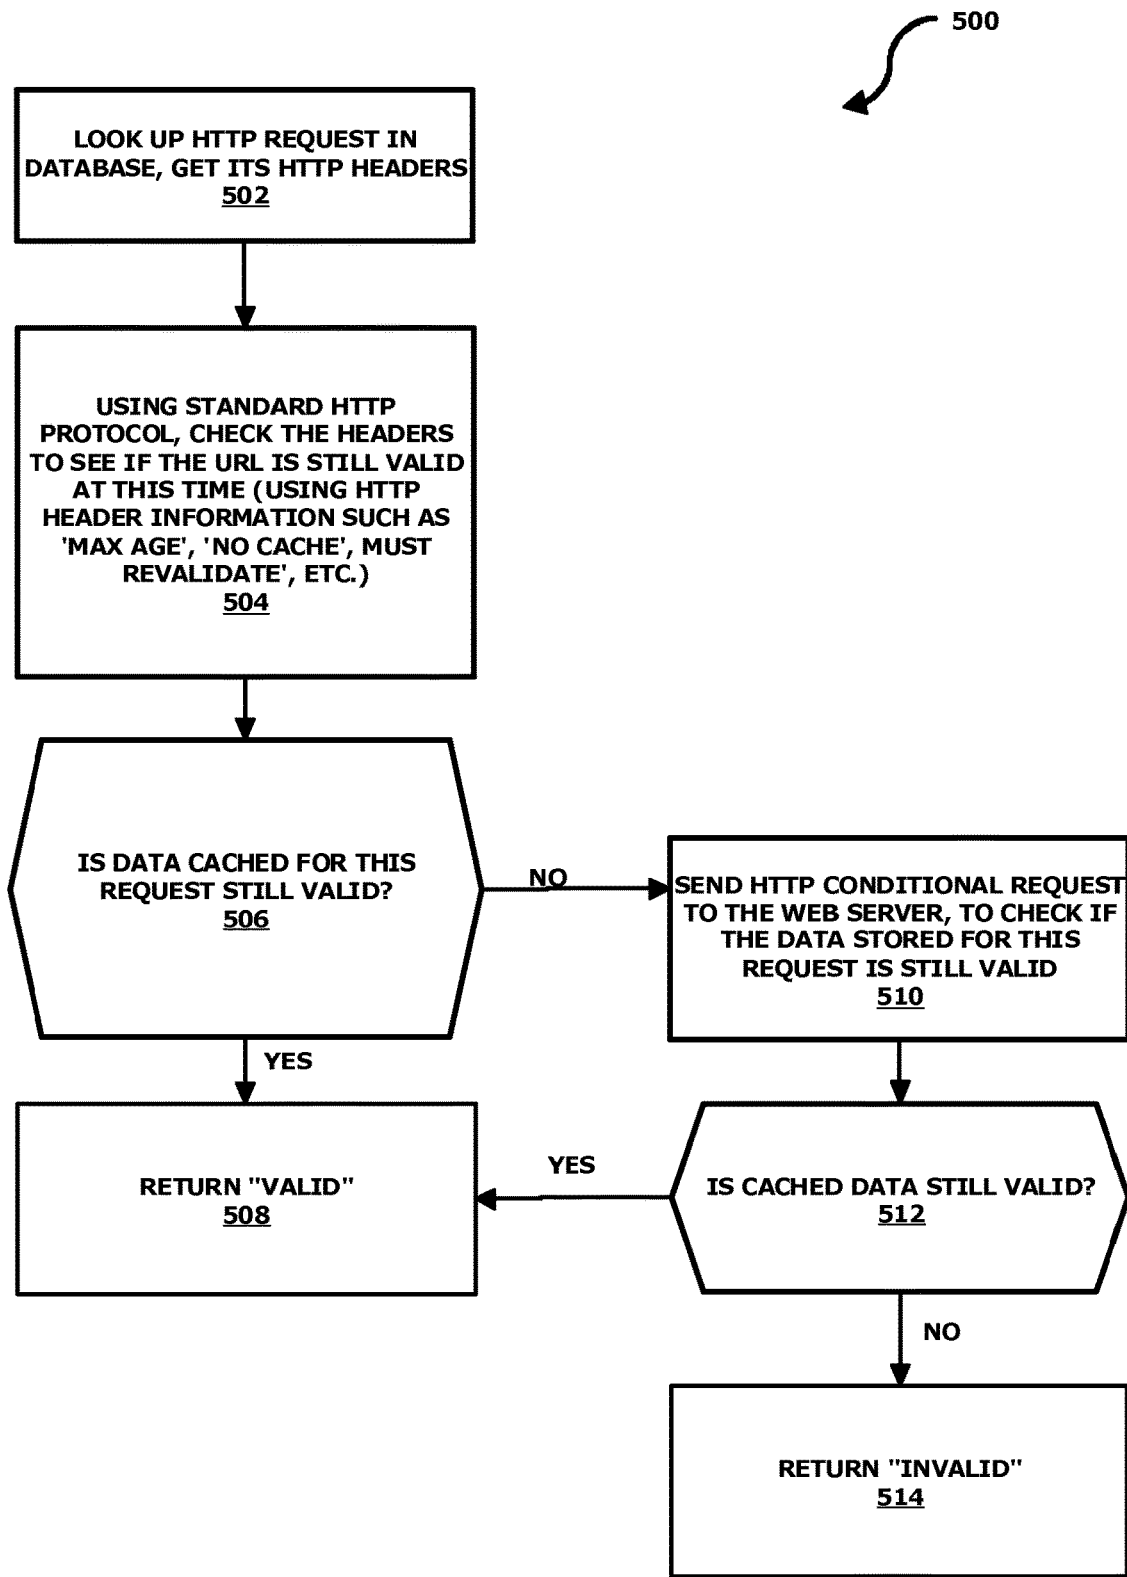 500
LOOK UP HTTP REQUEST IN
DATABASE, GET ITS HTTP HEADERS
502
USING STANDARD HTTP
PROTOCOL, CHECK THE HEADERS
TO SEE IF THE URL IS STILL VALID
AT THIS TIME (USING HTTP
HEADER INFORMATION SUCH AS
'MAX AGE', 'NO CACHE', MUST
REVALIDATE', ETC.)
504
IS DATA CACHED FOR THIS
REQUEST STILL VALID?
506
NO
SEND HTTP CONDITIONAL REQUEST
TO THE WEB SERVER, TO CHECK IF
THE DATA STORED FOR THIS
REQUEST IS STILL VALID
510
YES
RETURN "VALID"
508
YES
IS CACHED DATA STILL VALID?
512
NO
RETURN "INVALID"
514